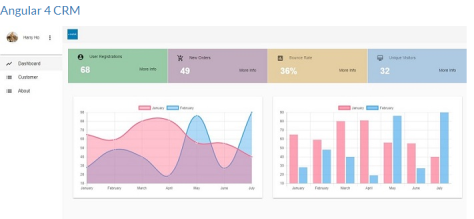 Angular 4 CRM
Harry Ho
Dashboard
Customer
About
User Registrations
68
More info
New Orders
49
More info
Bounce Rate
36%
More info
Unique Visitors
32
More info
January February
90
80
70
60
50
40
30
20
10
January February March April May June July
January February
90
80
70
60
50
40
30
20
10
January February March April May June July